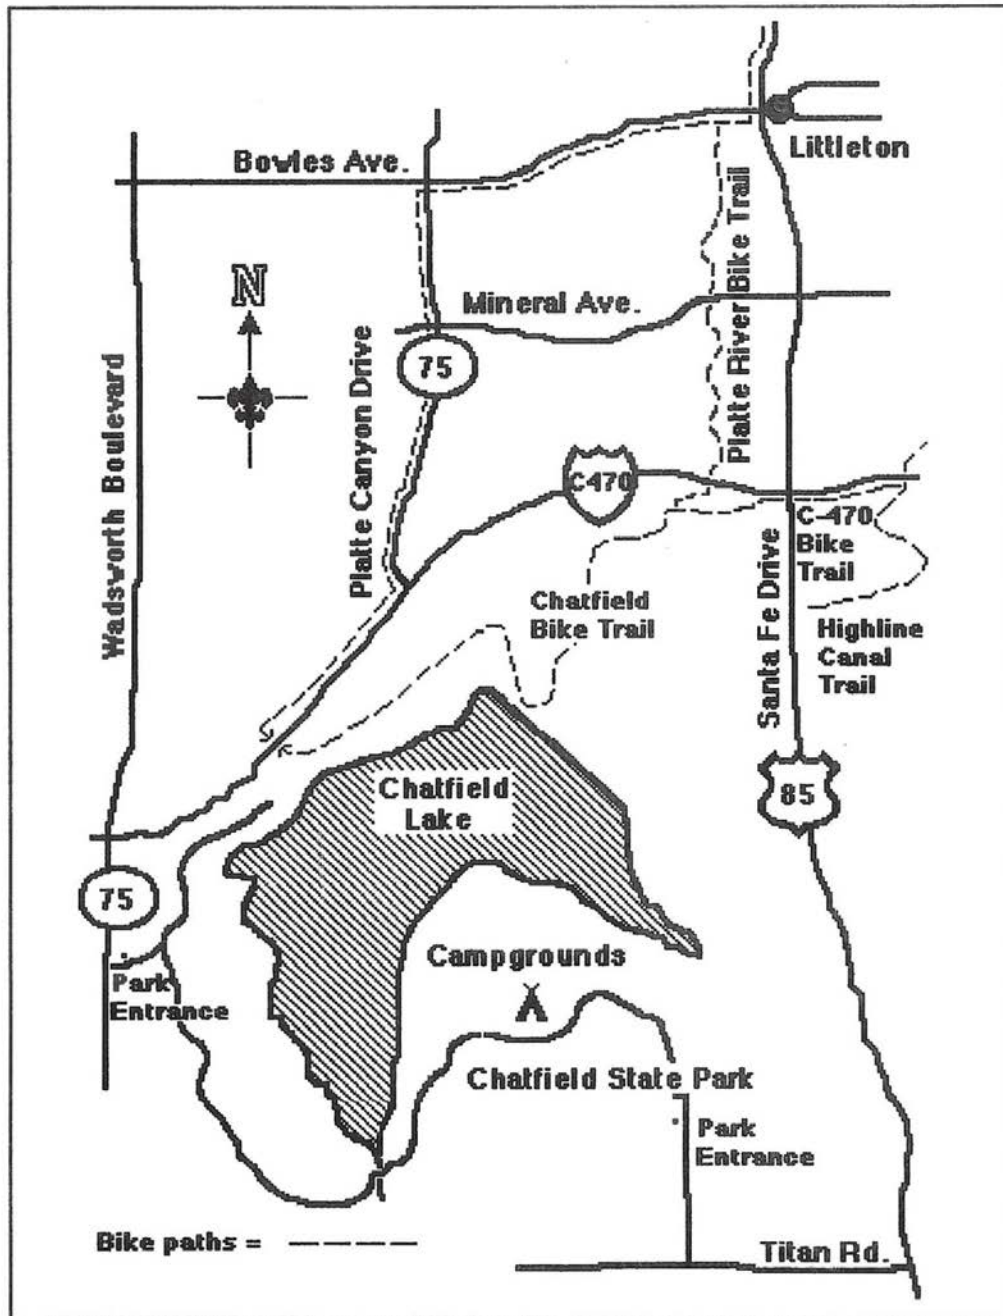 Littleton
Bowles Ave.
Platte River Bike Trail
N
Mineral Ave.
75
Platte Canyon Drive
Wadsworth Boulevard
C470
C-470
Bike
Trail
Santa Fe Drive
Chatfield
Bike Trail
Highline
Canal
Trail
85
Chatfield
Lake
75
Campgrounds
Park
Entrance
Chatfield State Park
Park
Entrance
Bike paths =
Titan Rd.